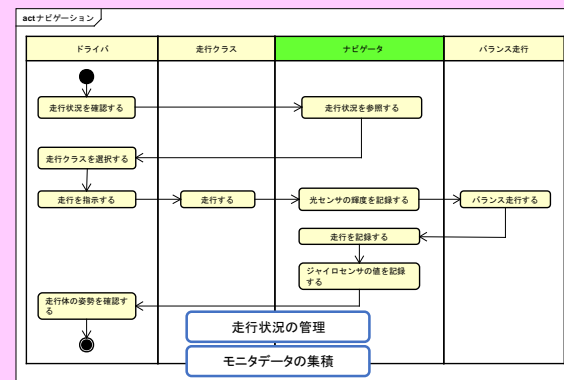 act ナビゲーション
ドライバ
走行クラス
ナビゲータ
バランス走行
走行状況を確認する
走行状況を参照する
走行クラスを選択する
走行を指示する
走行する
光センサの輝度を記録する
バランス走行する
走行を記録する
ジャイロセンサの値を記録
する
走行体の姿勢を確認す
る
走行状況の管理
モニタデータの集積